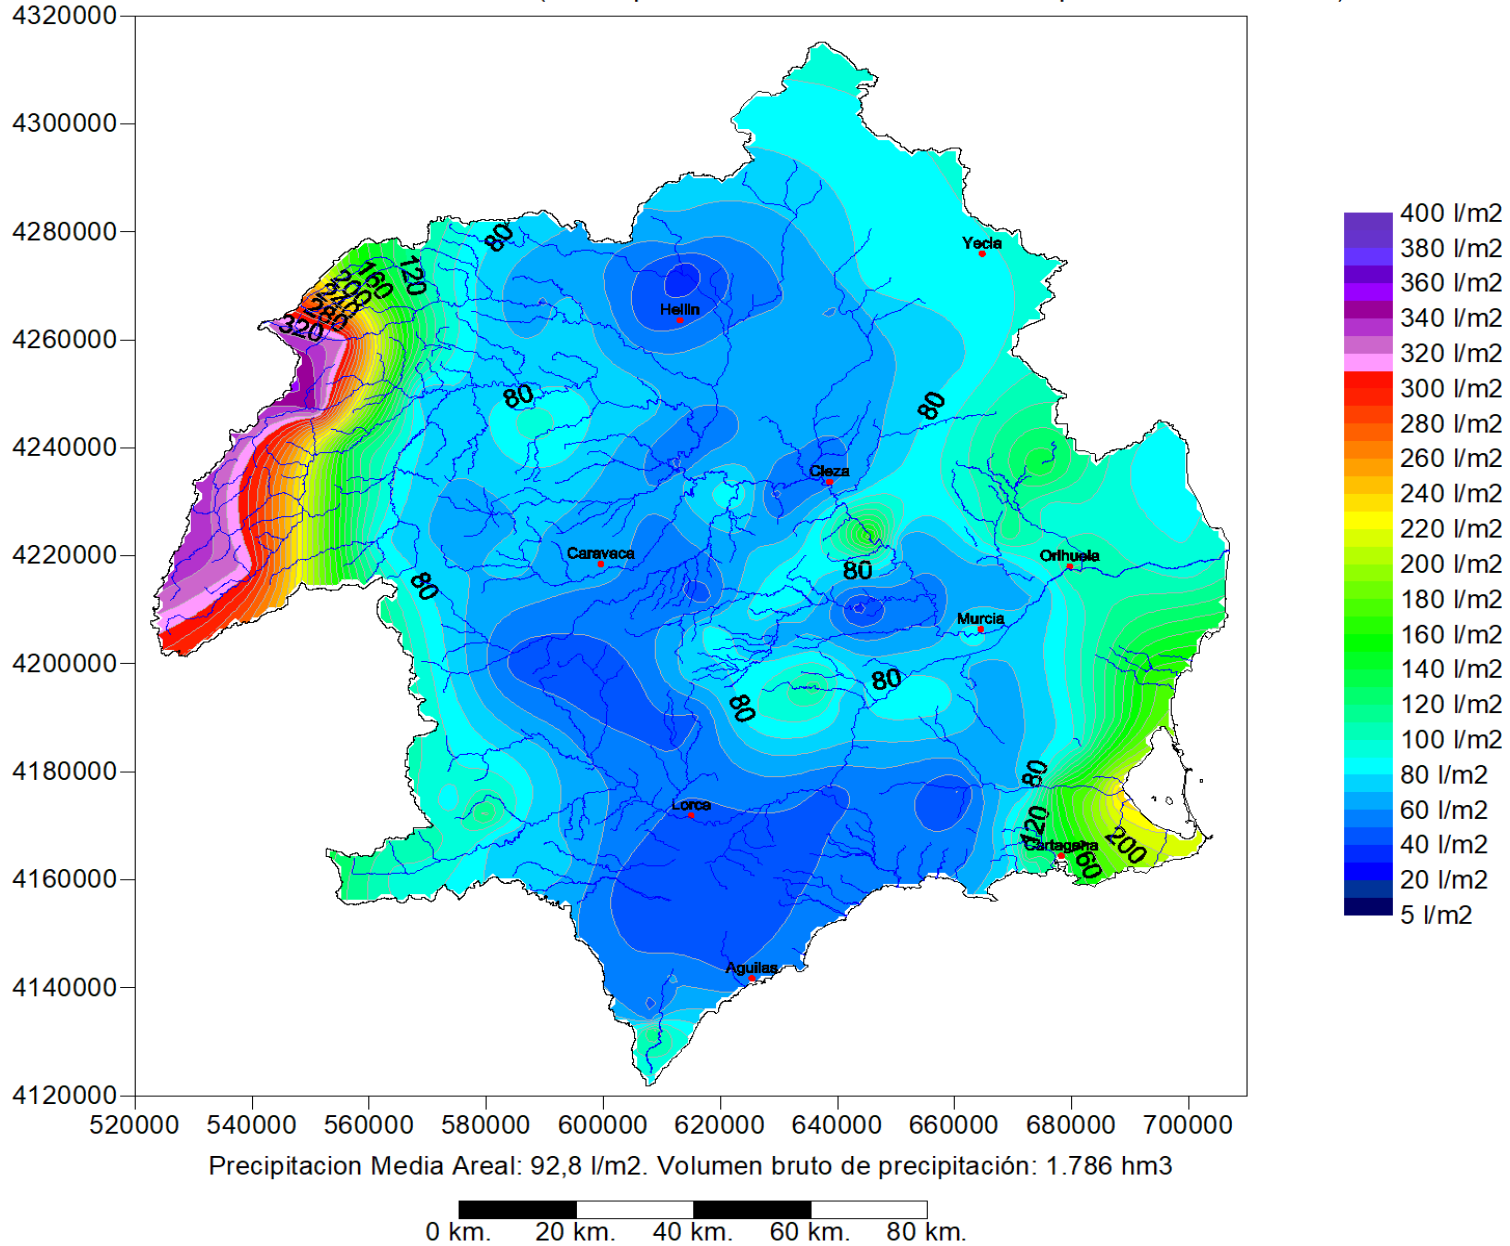 4320000
4300000
4280000
4260000
4240000
4220000
4200000
4180000
4160000
4140000
4120000
520000 540000 560000 580000 600000 620000 640000 660000 680000 700000
80
120
160
200
280
320
Yecla
Hellin
80
80
Cieza
Caravaca
80
Orihuela
80
Murcia
80
80
80
Lorca
120
Cartagena
200
160
Aguilas
400 l/m2
380 l/m2
360 l/m2
340 l/m2
320 l/m2
300 l/m2
280 l/m2
260 l/m2
240 l/m2
220 l/m2
200 l/m2
180 l/m2
160 l/m2
140 l/m2
120 l/m2
100 l/m2
80 l/m2
60 l/m2
40 l/m2
20 l/m2
5 l/m2
Precipitacion Media Areal: 92,8 l/m2. Volumen bruto de precipitación: 1.786 hm3
0 km. 20 km. 40 km. 60 km. 80 km.